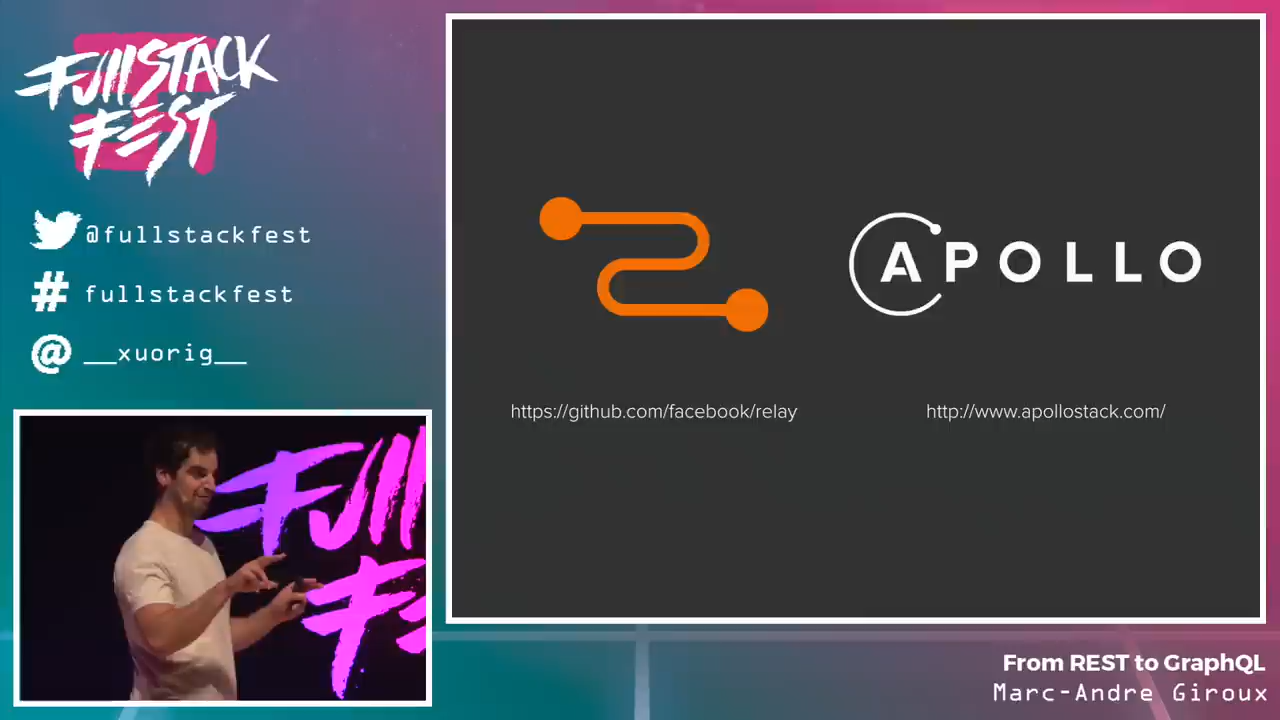 FullSTACK
FEST
@fullstackfest
# fullstackfest
@ __xuorig__
APOLLO
https://github.com/facebook/relay
http://www.apollostack.com/
From REST to GraphQL
Marc-Andre Giroux